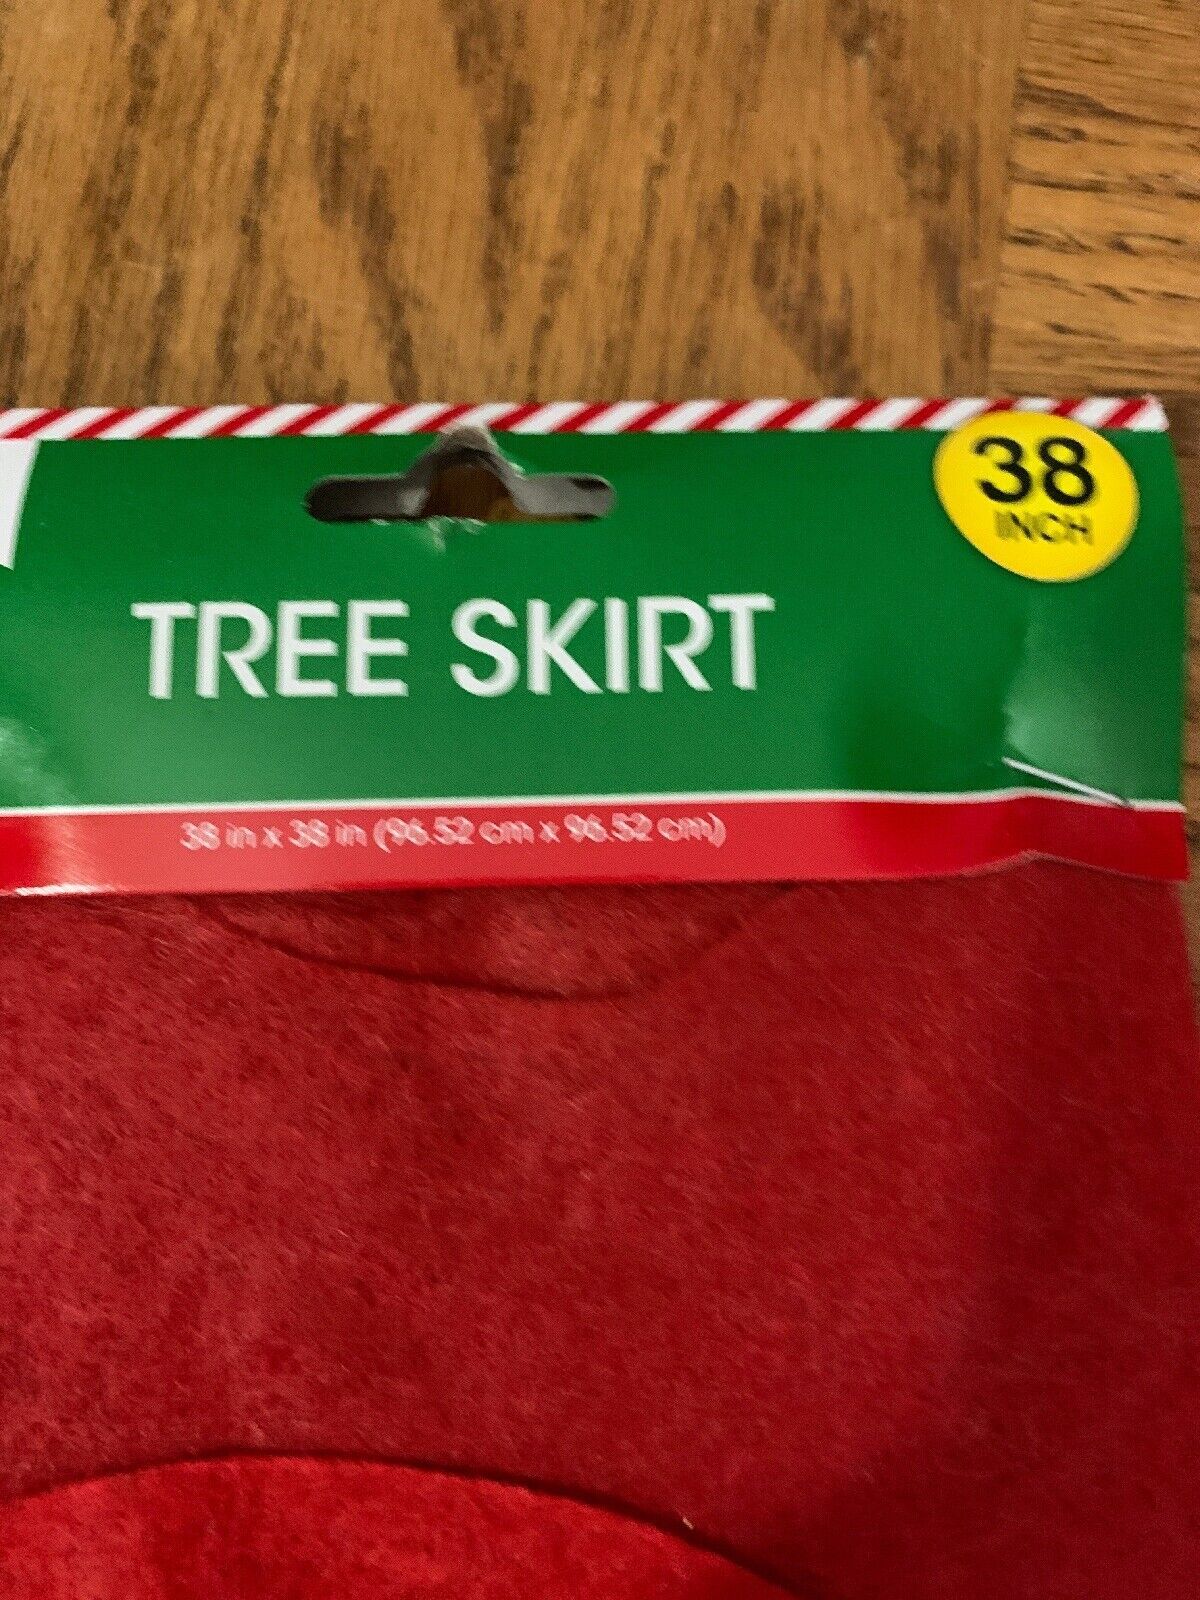 38
INCH
TREE SKIRT
38 in x 38 in (96.52 cm x 96.52 cm)